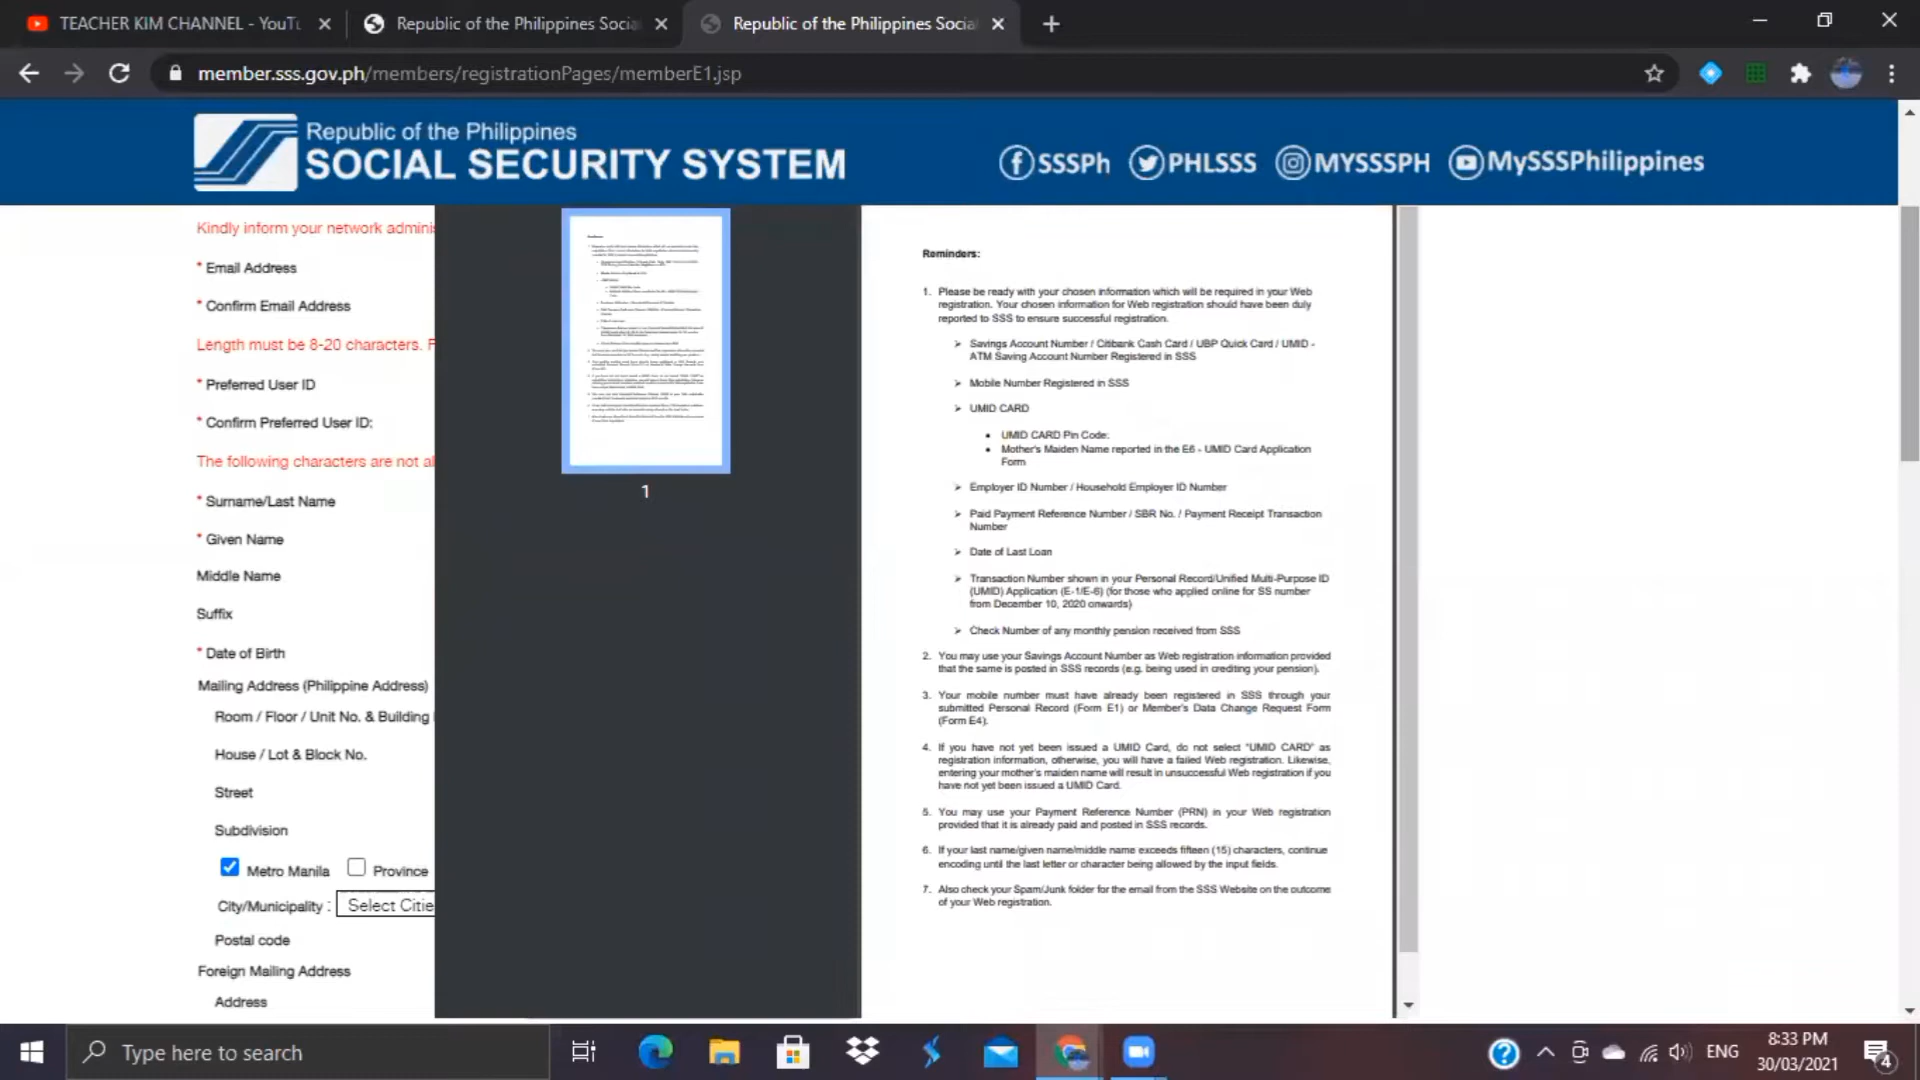 TEACHER KIM CHANNEL - YouTu
Republic of the Philippines Socia
Republic of the Philippines Socia
member.sss.gov.ph/members/registrationPages/memberE1.jsp
Republic of the Philippines
SOCIAL SECURITY SYSTEM
SSSPh
PHLSSS
MYSSSPH
MySSSPhilippines
Kindly inform your network adminis
* Email Address
* Confirm Email Address
Length must be 8-20 characters. F
* Preferred User ID
* Confirm Preferred User ID:
The following characters are not al
* Surname/Last Name
* Given Name
Middle Name
Suffix
* Date of Birth
Mailing Address (Philippine Address)
Room / Floor / Unit No. & Building
House / Lot & Block No.
Street
Subdivision
Metro Manila Province
City/Municipality : Select Citie
Postal code
Foreign Mailing Address
Address
1
Reminders:
1. Please be ready with your chosen information which will be required in your Web
registration. Your chosen information for Web registration should have been duly
reported to SSS to ensure successful registration.
➢ Savings Account Number / Citibank Cash Card / UBP Quick Card / UMID -
ATM Saving Account Number Registered in SSS
➢ Mobile Number Registered in SSS
➢ UMID CARD
• UMID CARD Pin Code:
• Mother's Maiden Name reported in the E6 - UMID Card Application
Form
➢ Employer ID Number / Household Employer ID Number
➢ Paid Payment Reference Number / SBR No. / Payment Receipt Transaction
Number
➢ Date of Last Loan
➢ Transaction Number shown in your Personal Record/Unified Multi-Purpose ID
(UMID) Application (E-1/E-6) (for those who applied online for SS number
from December 10, 2020 onwards)
➢ Check Number of any monthly pension received from SSS
2. You may use your Savings Account Number as Web registration information provided
that the same is posted in SSS records (e.g. being used in crediting your pension).
3. Your mobile number must have already been registered in SSS through your
submitted Personal Record (Form E1) or Member's Data Change Request Form
(Form E4).
4. If you have not yet been issued a UMID Card, do not select "UMID CARD" as
registration information, otherwise, you will have a failed Web registration. Likewise,
entering your mother's maiden name will result in unsuccessful Web registration if you
have not yet been issued a UMID Card.
5. You may use your Payment Reference Number (PRN) in your Web registration
provided that it is already paid and posted in SSS records.
6. If your last name/given name/middle name exceeds fifteen (15) characters, continue
encoding until the last letter or character being allowed by the input fields.
7. Also check your Spam/Junk folder for the email from the SSS Website on the outcome
of your Web registration.
Type here to search
ENG
8:33 PM
30/03/2021
4